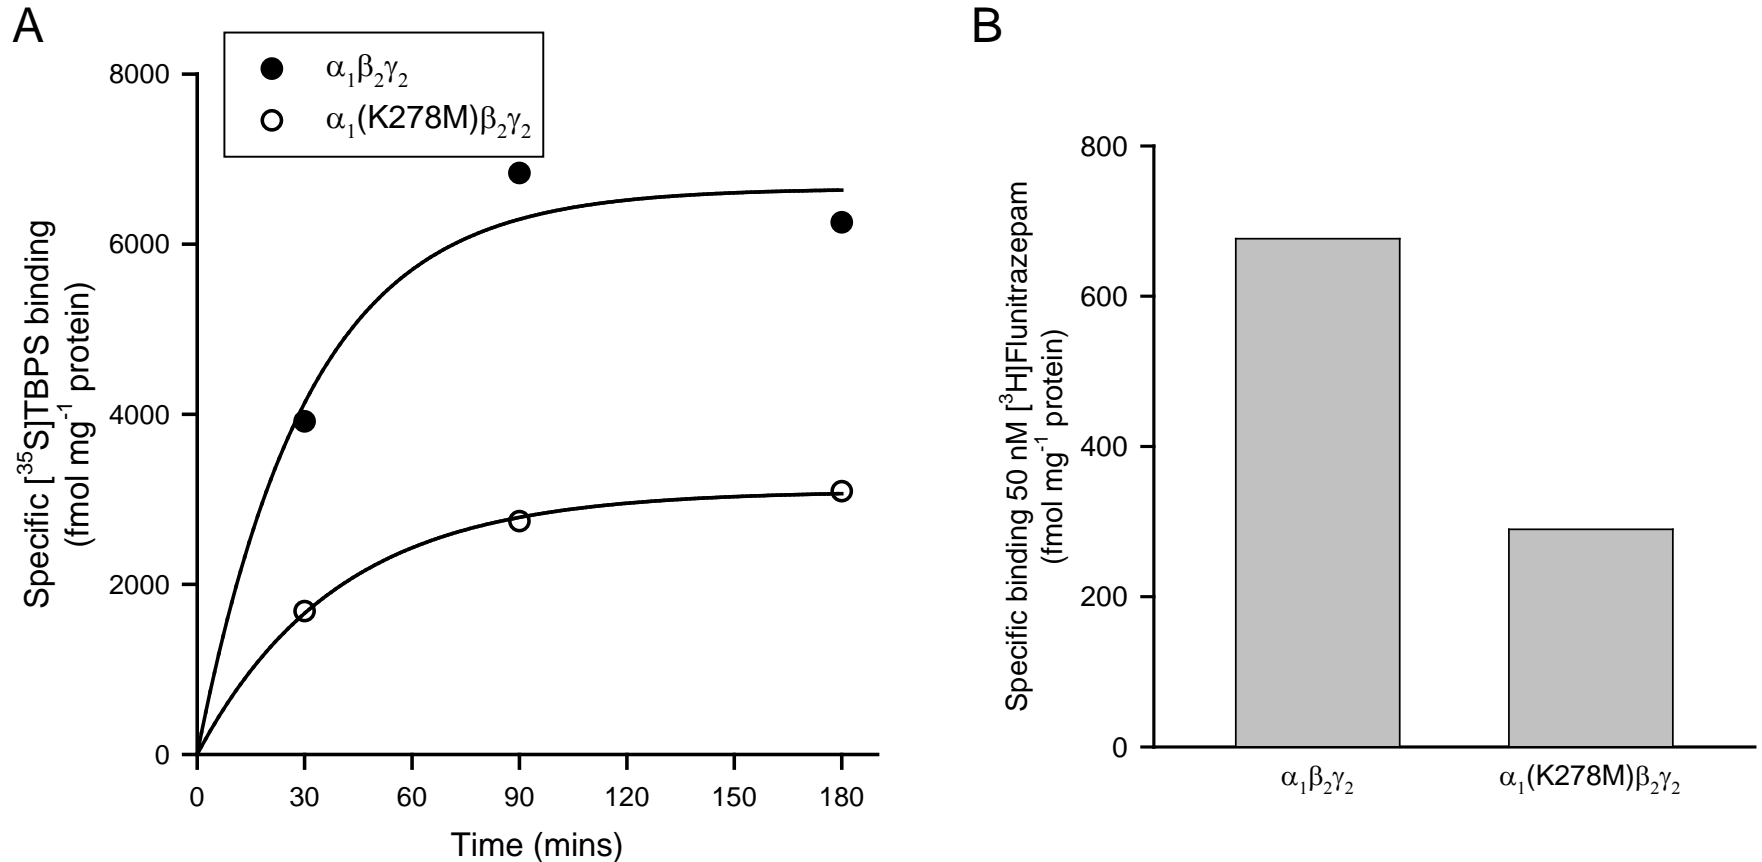 A
α₁β₂γ₂
α₁(K278M)β₂γ₂
8000
6000
4000
2000
0
Specific [³⁵S]TBPS binding
(fmol mg⁻¹ protein)
0 30 60 90 120 150 180
Time (mins)
B
800
600
400
200
0
Specific binding 50 nM [³H]Flunitrazepam
(fmol mg⁻¹ protein)
α₁β₂γ₂ α₁(K278M)β₂γ₂